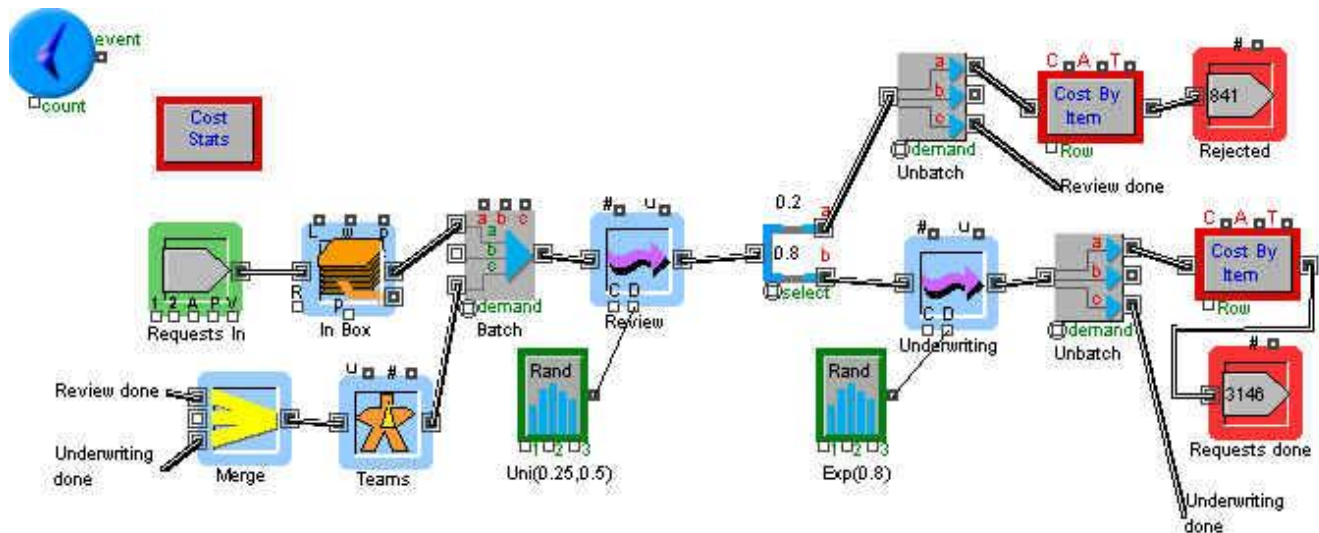 event
count
Cost
Stats
1 2 A P V
Requests In
L W P
R
P
In Box
Review done
Underwriting
done
Merge
U #
Teams
a b c
a
b
c
demand
Batch
# U
C D
Review
Rand
1 2 3
Uni(0.25,0.5)
0.2
a
0.8
b
select
a
b
c
demand
Unbatch
C A T
Cost By
Item
Row
#
841
Rejected
Review done
# U
C D
Underwriting
Rand
1 2 3
Exp(0.8)
a
b
c
demand
Unbatch
C A T
Cost By
Item
Row
#
3146
Requests done
Underwriting
done